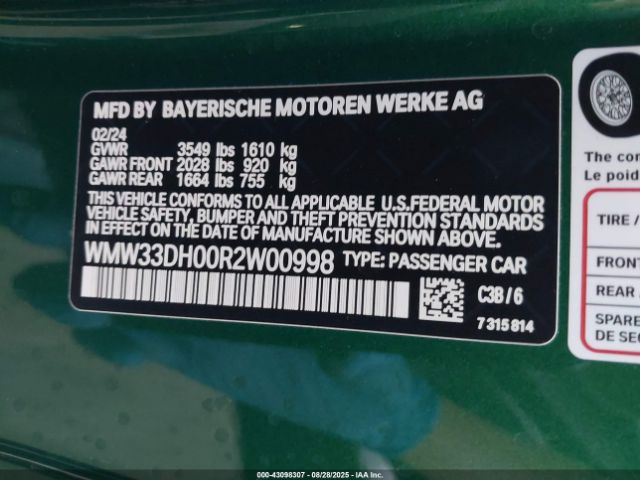 MFD BY BAYERISCHE MOTOREN WERKE AG
02/24
GVWR 3549 lbs 1610 kg
GAWR FRONT 2028 lbs 920 kg
GAWR REAR 1664 lbs 755 kg
THIS VEHICLE CONFORMS TO ALL APPLICABLE U.S.FEDERAL MOTOR
VEHICLE SAFETY, BUMPER AND THEFT PREVENTION STANDARDS
IN EFFECT ON THE DATE OF MANUFACTURE SHOWN ABOVE.
WMW33DH00R2W00998 TYPE: PASSENGER CAR
C3B/6
7 315 814
The co
Le poid
TIRE /
FRONT
REAR
SPARE
DE SEC
000-43098307 - 08/28/2025 - IAA, Inc.